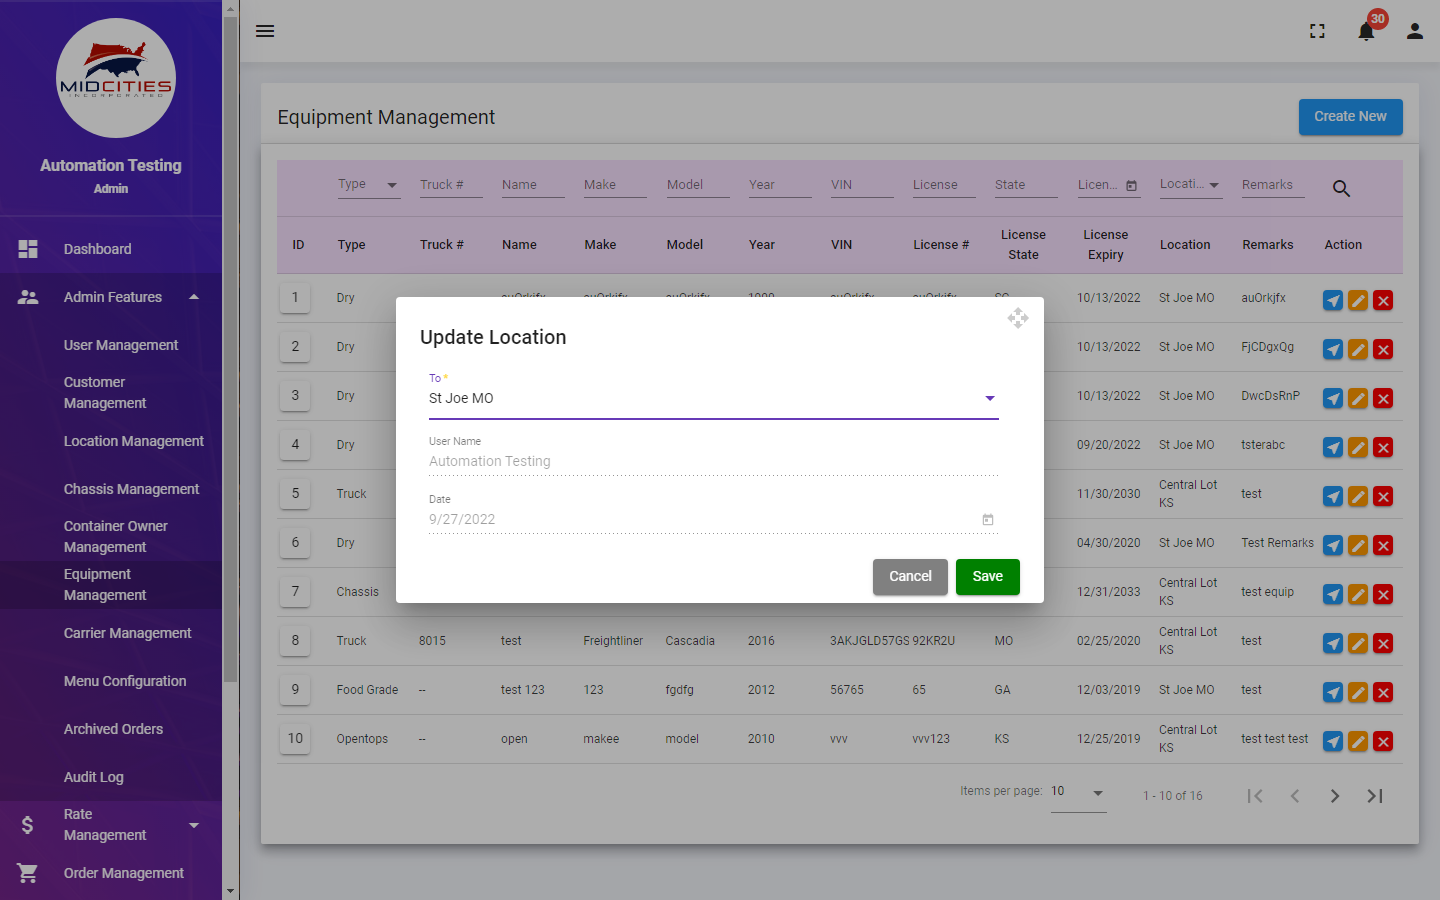 MIDCITIES
INCORPORATED
Automation Testing
Admin
Dashboard
Admin Features
User Management
Customer
Management
Location Management
Chassis Management
Container Owner
Management
Equipment
Management
Carrier Management
Menu Configuration
Archived Orders
Audit Log
Rate
Management
Order Management
30
Equipment Management
Create New
Type Truck # Name Make Model Year VIN License State Licen... Locati... Remarks
ID Type Truck # Name Make Model Year VIN License # License State License Expiry Location Remarks Action
1 Dry auOrkjfx auOrkjfx auOrkjfx 1999 auOrkjfx auOrkjfx SC 10/13/2022 St Joe MO auOrkjfx
2 Dry 10/13/2022 St Joe MO FjCDgxQg
3 Dry 10/13/2022 St Joe MO DwcDsRnP
4 Dry 09/20/2022 St Joe MO tsterabc
5 Truck 11/30/2030 Central Lot KS test
6 Dry 04/30/2020 St Joe MO Test Remarks
7 Chassis 12/31/2033 Central Lot KS test equip
8 Truck 8015 test Freightliner Cascadia 2016 3AKJGLD57GS 92KR2U MO 02/25/2020 Central Lot KS test
9 Food Grade -- test 123 123 fgdfg 2012 56765 65 GA 12/03/2019 St Joe MO test
10 Opentops -- open makee model 2010 vvv vvv123 KS 12/25/2019 Central Lot KS test test test
Items per page: 10 1 - 10 of 16
Update Location
To *
St Joe MO
User Name
Automation Testing
Date
9/27/2022
Cancel Save